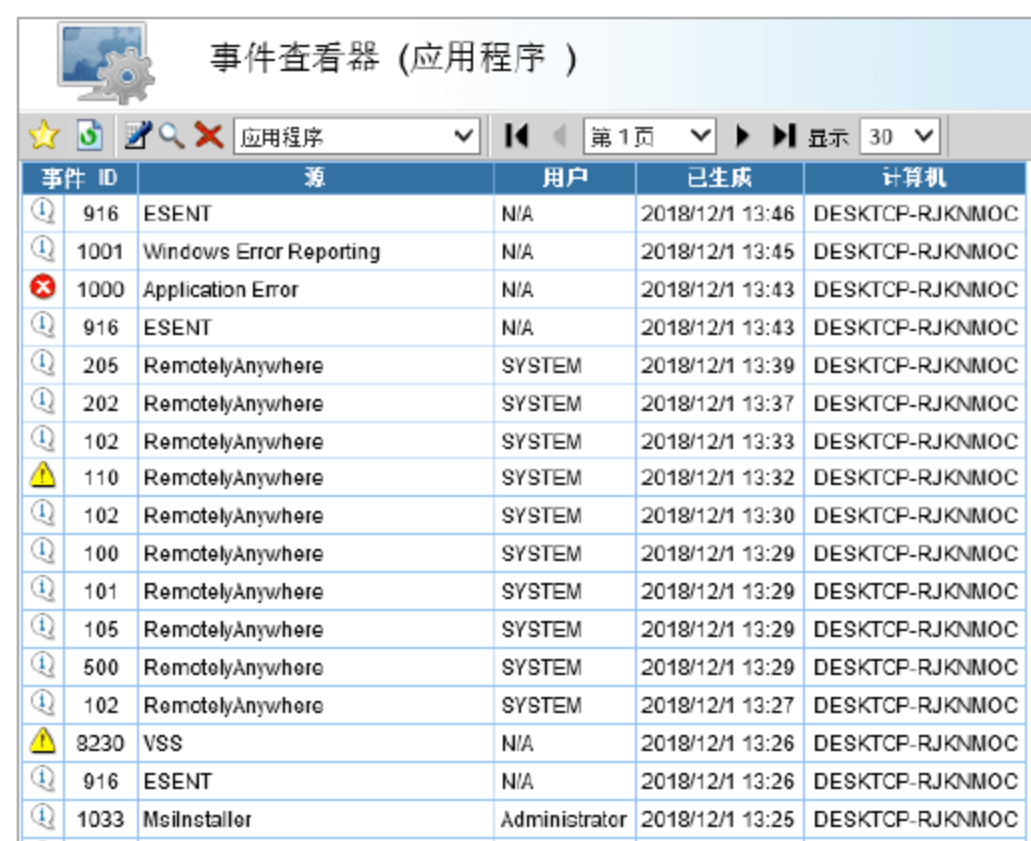 事件查看器 (应用程序 )
应用程序 第1页 显示 30
事件 ID 源 用户 已生成 计算机
916 ESENT N/A 2018/12/1 13:46 DESKTCP-RJKNMOC
1001 Windows Error Reporting N/A 2018/12/1 13:45 DESKTCP-RJKNMOC
1000 Application Error N/A 2018/12/1 13:43 DESKTCP-RJKNMOC
916 ESENT N/A 2018/12/1 13:43 DESKTCP-RJKNMOC
205 RemotelyAnywhere SYSTEM 2018/12/1 13:39 DESKTCP-RJKNMOC
202 RemotelyAnywhere SYSTEM 2018/12/1 13:37 DESKTCP-RJKNMOC
102 RemotelyAnywhere SYSTEM 2018/12/1 13:33 DESKTCP-RJKNMOC
110 RemotelyAnywhere SYSTEM 2018/12/1 13:32 DESKTCP-RJKNMOC
102 RemotelyAnywhere SYSTEM 2018/12/1 13:30 DESKTCP-RJKNMOC
100 RemotelyAnywhere SYSTEM 2018/12/1 13:29 DESKTCP-RJKNMOC
101 RemotelyAnywhere SYSTEM 2018/12/1 13:29 DESKTCP-RJKNMOC
105 RemotelyAnywhere SYSTEM 2018/12/1 13:29 DESKTCP-RJKNMOC
500 RemotelyAnywhere SYSTEM 2018/12/1 13:29 DESKTCP-RJKNMOC
102 RemotelyAnywhere SYSTEM 2018/12/1 13:27 DESKTCP-RJKNMOC
8230 VSS N/A 2018/12/1 13:26 DESKTCP-RJKNMOC
916 ESENT N/A 2018/12/1 13:26 DESKTCP-RJKNMOC
1033 MsiInstaller Administrator 2018/12/1 13:25 DESKTCP-RJKNMOC